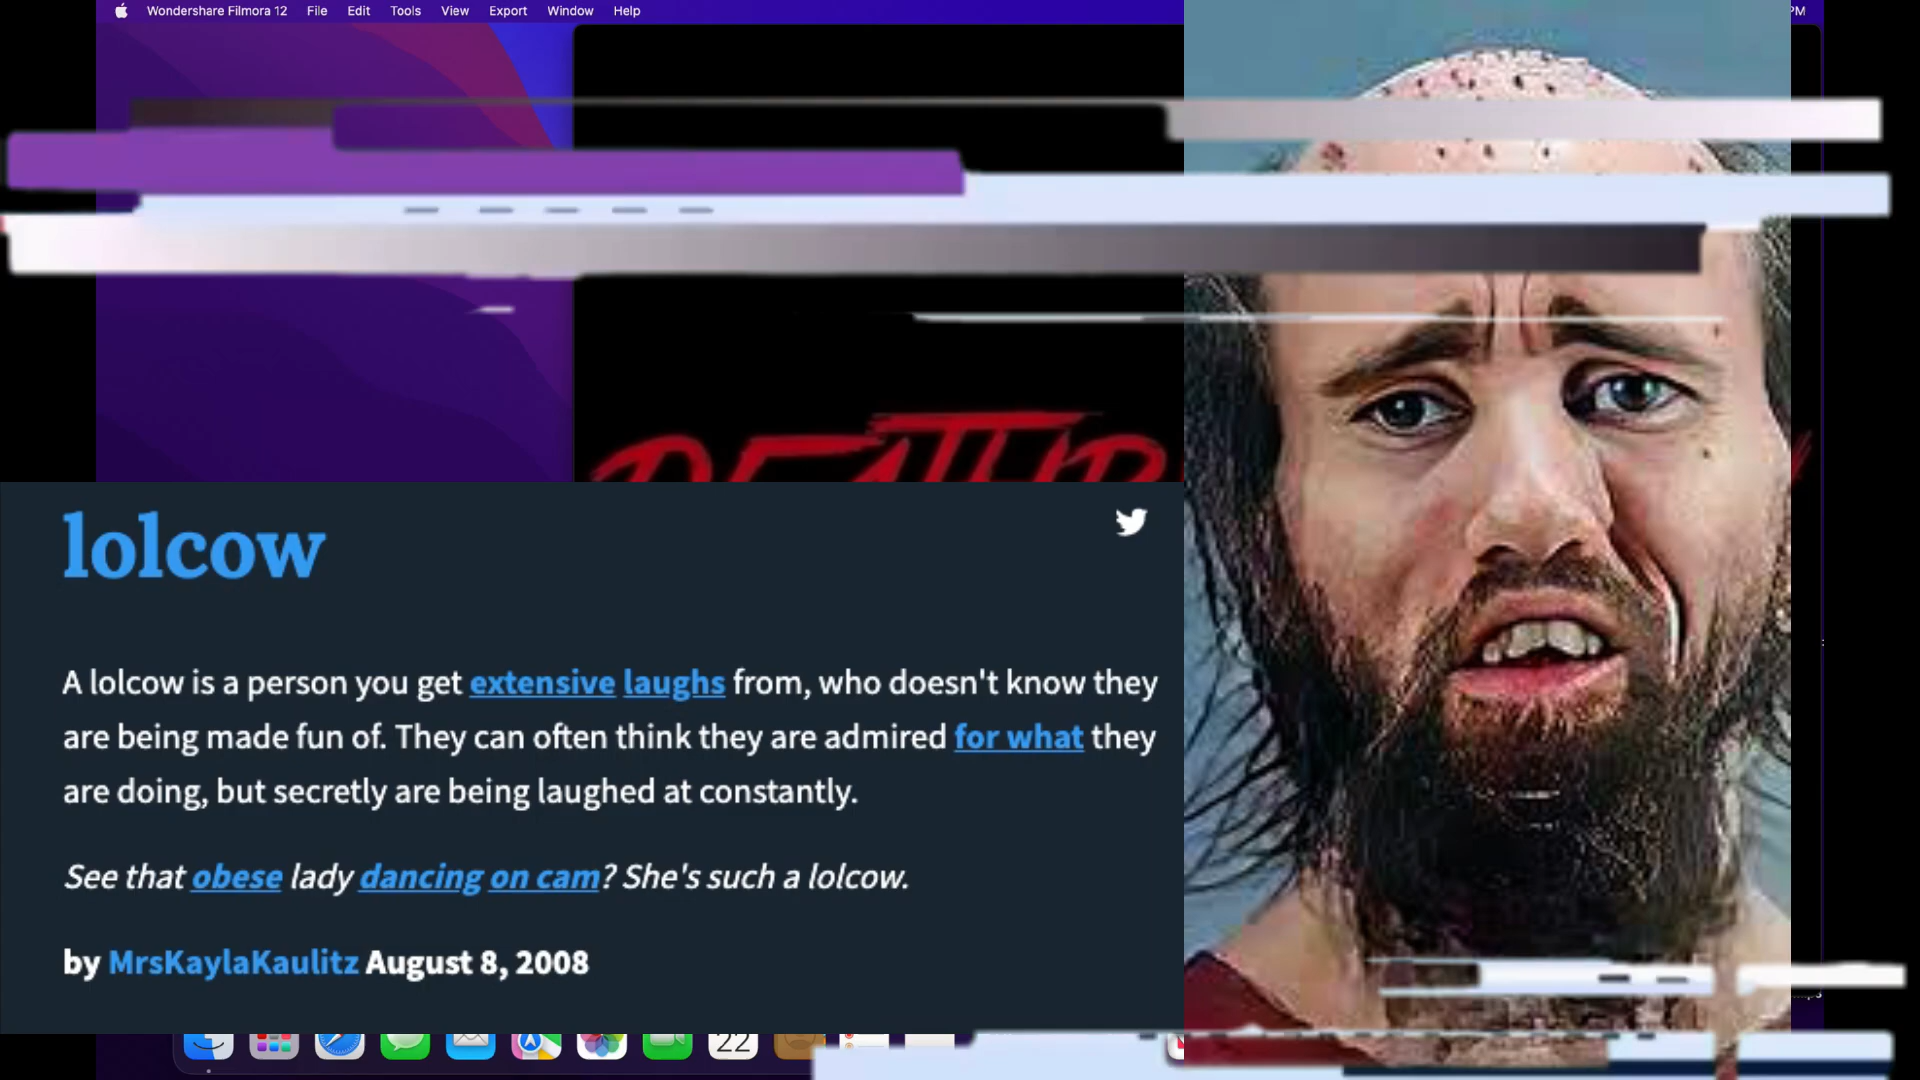 Wondershare Filmora 12 File Edit Tools View Export Window Help
PM
lolcow
A lolcow is a person you get extensive laughs from, who doesn't know they
are being made fun of. They can often think they are admired for what they
are doing, but secretly are being laughed at constantly.
See that obese lady dancing on cam? She's such a lolcow.
by MrsKaylaKaulitz August 8, 2008
22